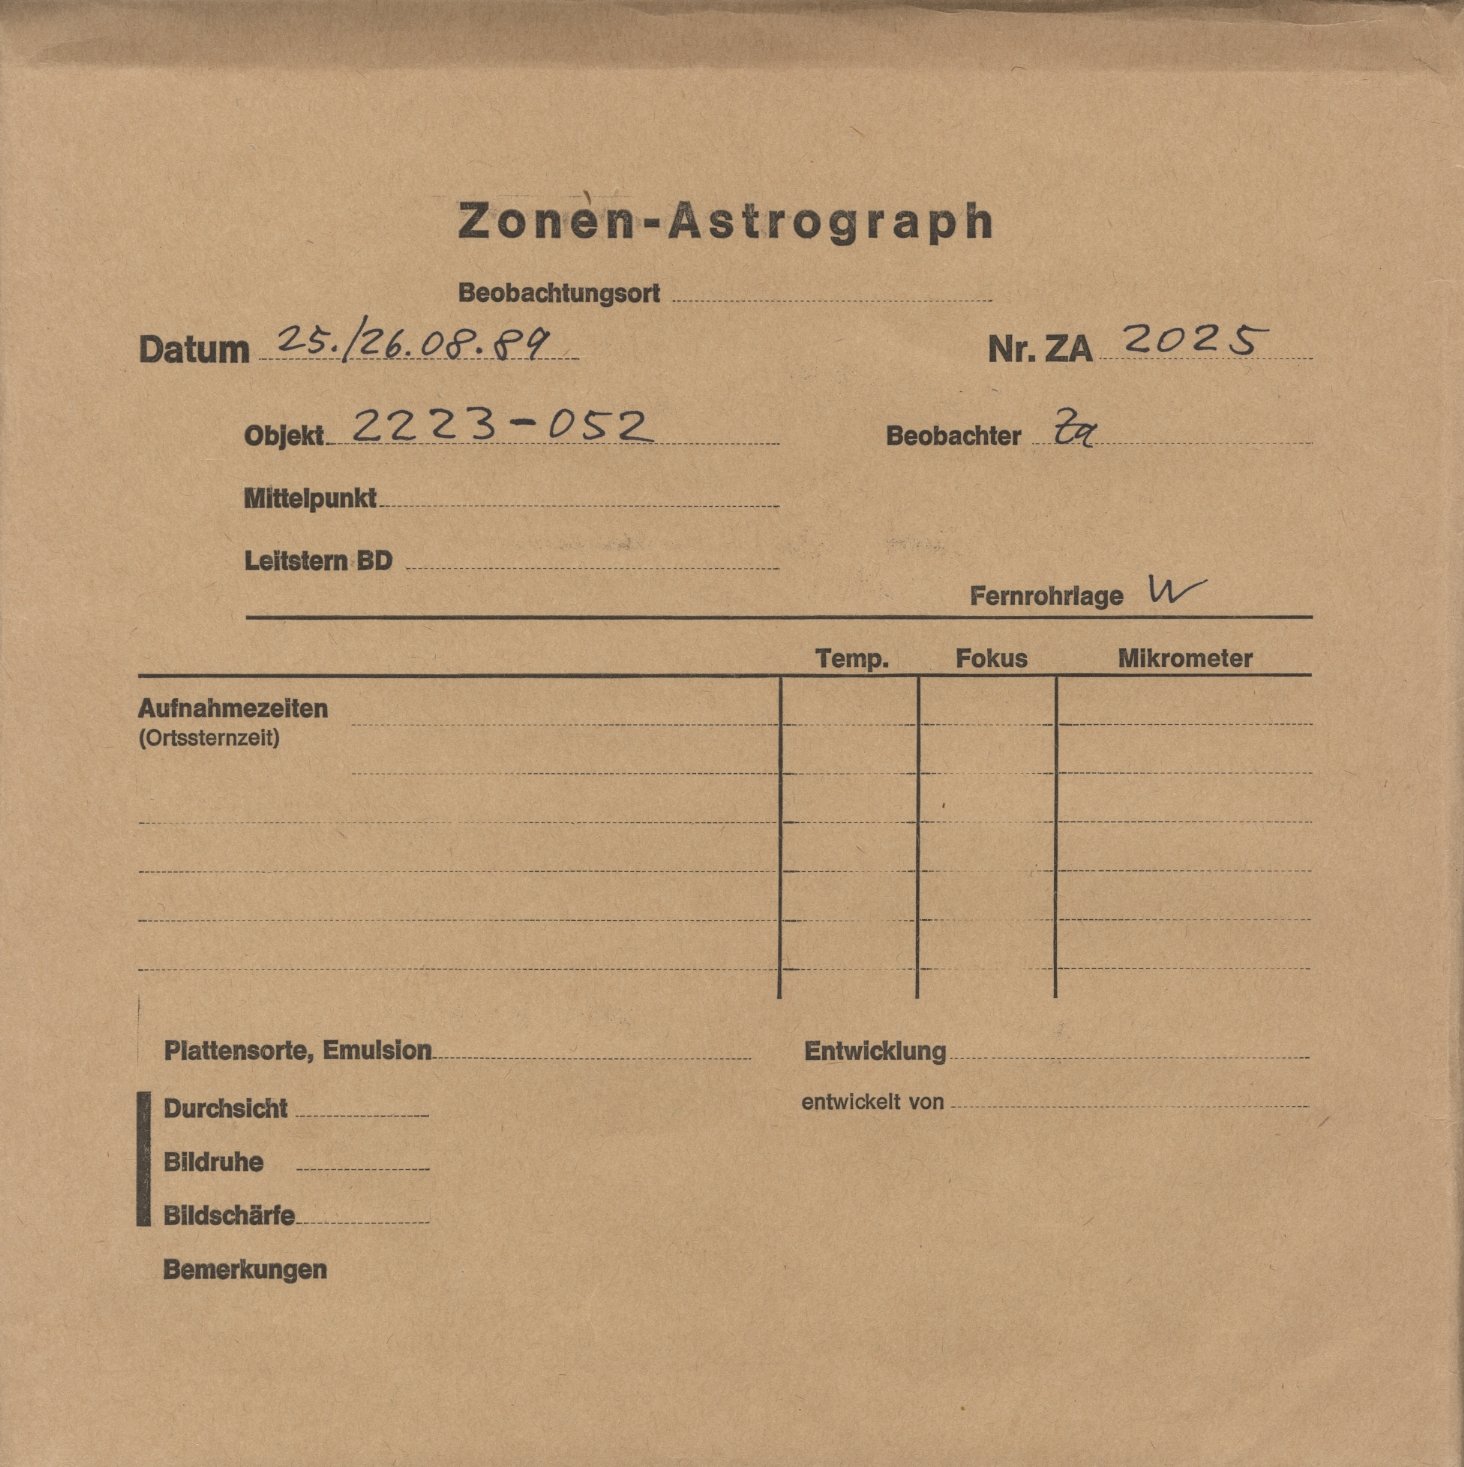 Zonen-Astrograph
Beobachtungsort
Datum 25./26.08.89 Nr. ZA 2025
Objekt 2223-052 Beobachter Za
Mittelpunkt
Leitstern BD
Fernrohrlage W
Temp. Fokus Mikrometer
Aufnahmezeiten
(Ortssternzeit)
Plattensorte, Emulsion Entwicklung
Durchsicht entwickelt von
Bildruhe
Bildschärfe
Bemerkungen